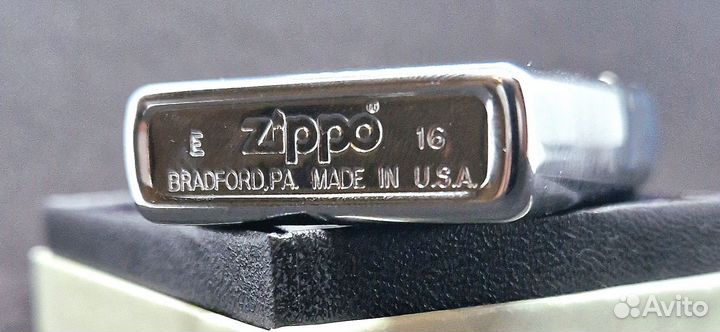 E Zippo® 16
BRADFORD,PA. MADE IN U.S.A.
Avito